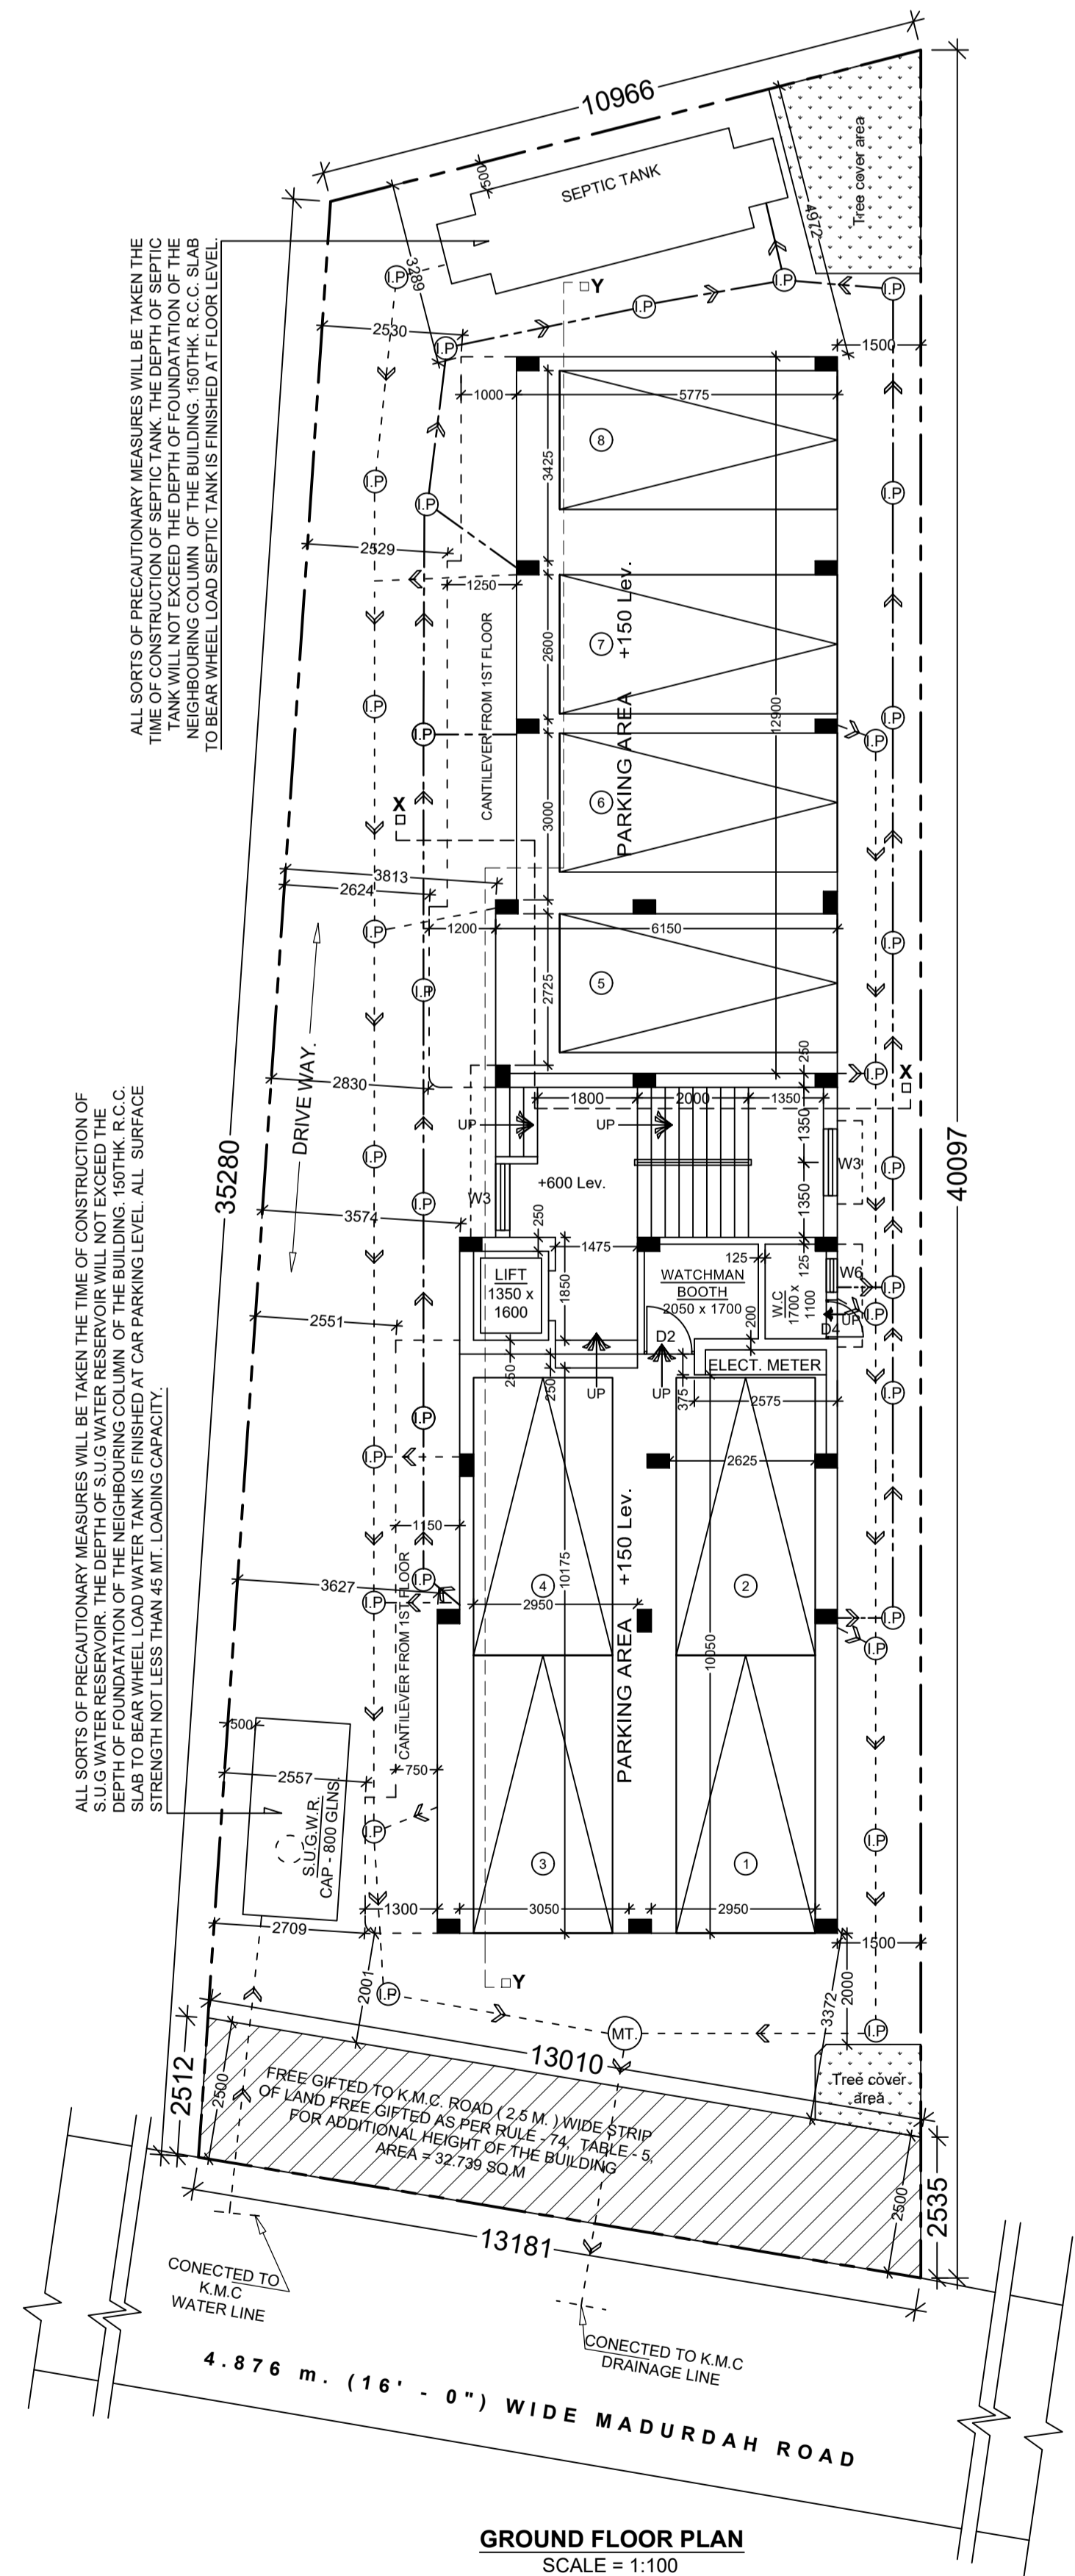 10966
SEPTIC TANK
500
Tree cover area
4972
3289
I.P
I.P
I.P
I.P
I.P
Y
2530
1500
1000
5775
8
3425
I.P
I.P
I.P
ALL SORTS OF PRECAUTIONARY MEASURES WILL BE TAKEN THE
TIME OF CONSTRUCTION OF SEPTIC TANK. THE DEPTH OF SEPTIC
TANK WILL NOT EXCEED THE DEPTH OF FOUNDATATION OF THE
NEIGHBOURING COLUMN OF THE BUILDING. 150THK. R.C.C. SLAB
TO BEAR WHEEL LOAD SEPTIC TANK IS FINISHED AT FLOOR LEVEL.
2529
1250
CANTILEVER FROM 1ST FLOOR
2600
7
+150 Lev.
PARKING AREA
12900
I.P
I.P
I.P
I.P
X
3000
6
3813
2624
I.P
1200
6150
I.P
2725
5
I.P
DRIVE WAY.
2830
250
I.P
X
1800
2000
1350
UP
UP
1350
35280
40097
I.P
I.P
W3
+600 Lev.
W3
I.P
3574
1350
250
1475
125
125
LIFT
1350 x
1600
1850
WATCHMAN
BOOTH
2050 x 1700
W.C
1700 x
1100
W6
I.P
I.P
UP
D4
200
2551
D2
ELECT. METER
250
250
UP
UP
375
2575
I.P
I.P
I.P
2625
ALL SORTS OF PRECAUTIONARY MEASURES WILL BE TAKEN THE TIME OF CONSTRUCTION OF
S.U.G WATER RESERVOIR. THE DEPTH OF S.U.G WATER RESERVOIR WILL NOT EXCEED THE
DEPTH OF FOUNDATATION OF THE NEIGHBOURING COLUMN OF THE BUILDING. 150THK. R.C.C.
SLAB TO BEAR WHEEL LOAD WATER TANK IS FINISHED AT CAR PARKING LEVEL. ALL SURFACE
STRENGTH NOT LESS THAN 45 MT. LOADING CAPACITY.
1150
CANTILEVER FROM 1ST FLOOR
3627
I.P
I.P
4
10175
2950
+150 Lev.
PARKING AREA
2
10050
I.P
I.P
500
2557
750
S.U.G.W.R.
CAP - 800 GLNS.
I.P
3
1
I.P
1300
3050
2950
2709
1500
Y
2001
I.P
3372
2000
MT.
I.P
13010
Tree cover
area
2512
2500
FREE GIFTED TO K.M.C. ROAD ( 2.5 M. ) WIDE STRIP
OF LAND FREE GIFTED AS PER RULE - 74, TABLE - 5,
FOR ADDITIONAL HEIGHT OF THE BUILDING
AREA = 32.739 SQ.M
2500
2535
13181
CONECTED TO
K.M.C
WATER LINE
CONECTED TO K.M.C
DRAINAGE LINE
4.876 m. (16' - 0") WIDE MADURDAH ROAD
GROUND FLOOR PLAN
SCALE = 1:100